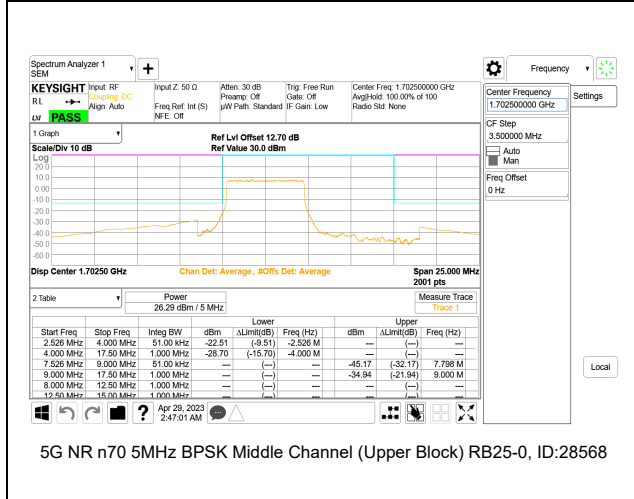 Spectrum Analyzer 1
SEM
Frequency
KEYSIGHT Input: RF Input Z: 50 Ω Atten: 30 dB Trig: Free Run Center Freq: 1.702500000 GHz
RL Coupling: DC Preamp: Off Gate: Off Avg|Hold: 100.00% of 100
Align: Auto Freq Ref: Int (S) µW Path: Standard IF Gain: Low Radio Std: None
LNI PASS NFE: Off
Center Frequency
1.702500000 GHz
Settings
CF Step
3.500000 MHz
Auto
Man
Freq Offset
0 Hz
Local
1 Graph
Ref Lvl Offset 12.70 dB
Scale/Div 10 dB Ref Value 30.0 dBm
Log
20.0
10.0
0.00
-10.0
-20.0
-30.0
-40.0
-50.0
-60.0
Disp Center 1.70250 GHz Chan Det: Average, #Offs Det: Average Span 25.000 MHz
2001 pts
2 Table Power Measure Trace
26.29 dBm / 5 MHz Trace 1
Lower Upper
Start Freq Stop Freq Integ BW dBm ΔLimit(dB) Freq (Hz) dBm ΔLimit(dB) Freq (Hz)
2.526 MHz 4.000 MHz 51.00 kHz -22.51 (-9.51) -2.526 M --- (---) ---
4.000 MHz 17.50 MHz 1.000 MHz -28.70 (-15.70) -4.000 M --- (---) ---
7.526 MHz 9.000 MHz 51.00 kHz --- (---) --- -45.17 (-32.17) 7.798 M
9.000 MHz 17.50 MHz 1.000 MHz --- (---) --- -34.94 (-21.94) 9.000 M
8.000 MHz 12.50 MHz 1.000 MHz --- (---) --- --- (---) ---
12.50 MHz 15.00 MHz 1.000 MHz --- (---) --- --- (---) ---
Apr 29, 2023
2:47:01 AM
5G NR n70 5MHz BPSK Middle Channel (Upper Block) RB25-0, ID:28568